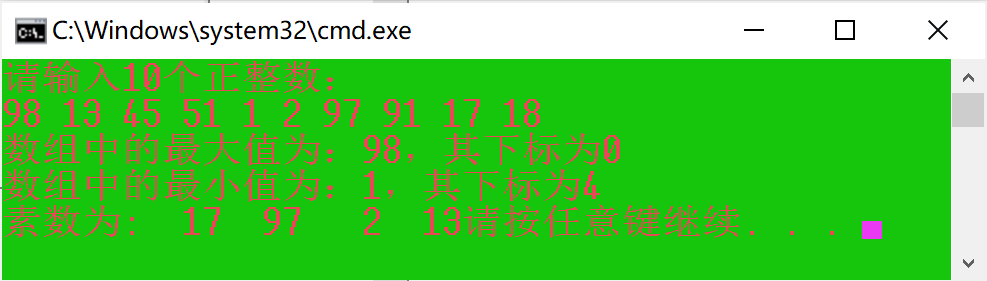 C:\Windows\system32\cmd.exe
请输入10个正整数：
98 13 45 51 1 2 97 91 17 18
数组中的最大值为：98，其下标为0
数组中的最小值为：1，其下标为4
素数为:  17  97   2  13请按任意键继续. . .